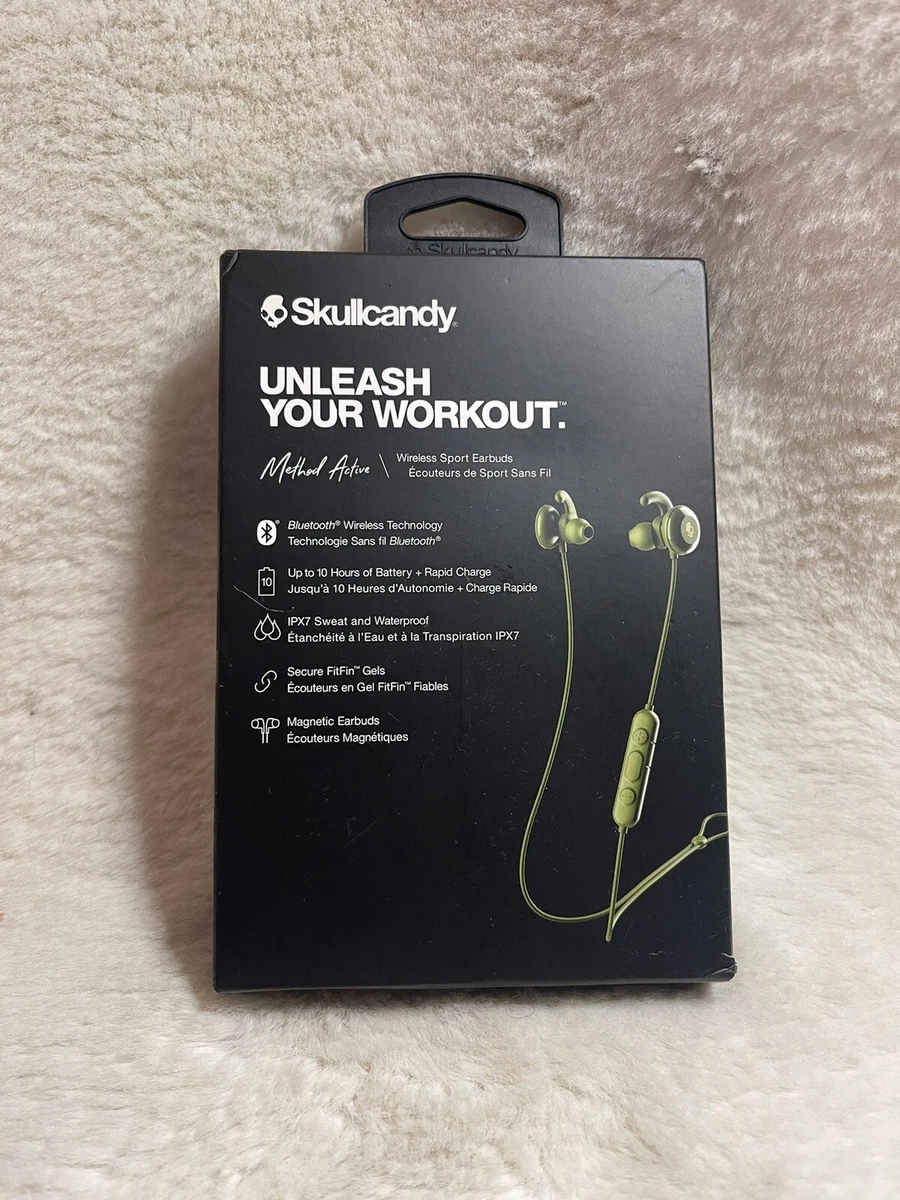 Skullcandy
Skullcandy®
UNLEASH
YOUR WORKOUT.™
Method Active \ Wireless Sport Earbuds
Écouteurs de Sport Sans Fil
Bluetooth® Wireless Technology
Technologie Sans fil Bluetooth®
10
Up to 10 Hours of Battery + Rapid Charge
Jusqu'à 10 Heures d'Autonomie + Charge Rapide
IPX7 Sweat and Waterproof
Étanchéité à l'Eau et à la Transpiration IPX7
Secure FitFin™ Gels
Écouteurs en Gel FitFin™ Fiables
Magnetic Earbuds
Écouteurs Magnétiques